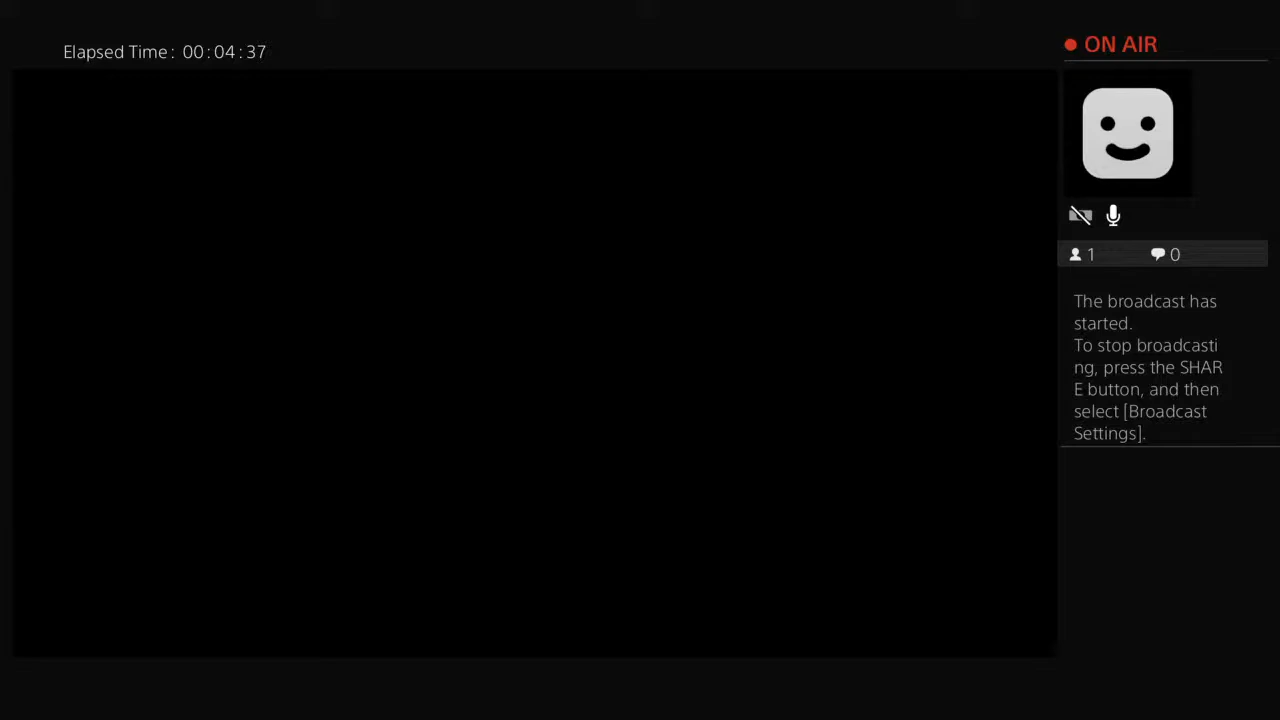 Elapsed Time: 00:04:37
ON AIR
1 0
The broadcast has
started.
To stop broadcasti
ng, press the SHAR
E button, and then
select [Broadcast
Settings].